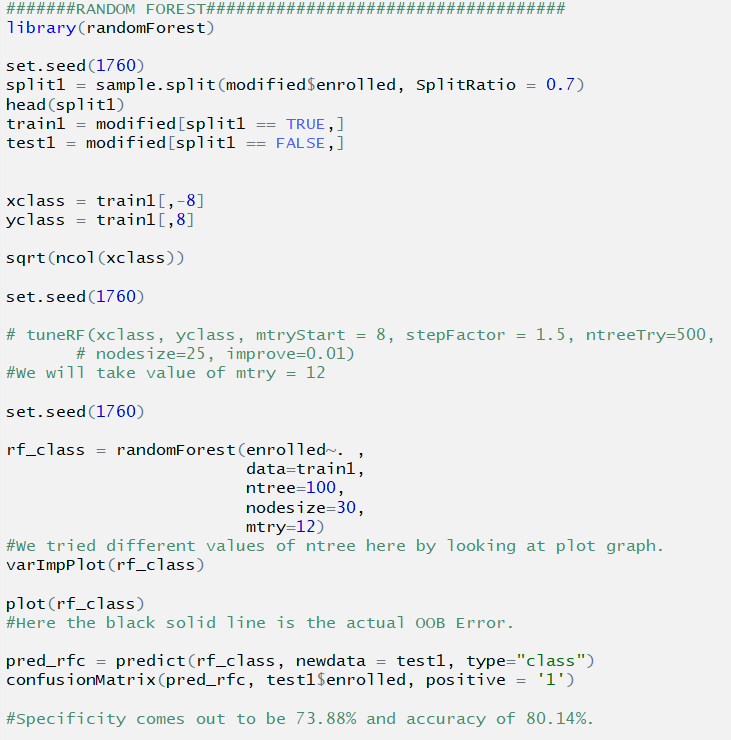 #######RANDOM FOREST####################################
library(randomForest)
set.seed(1760)
split1 = sample.split(modified$enrolled, SplitRatio = 0.7)
head(split1)
train1 = modified[split1 == TRUE,]
test1 = modified[split1 == FALSE,]
xclass = train1[,-8]
yclass = train1[,8]
sqrt(ncol(xclass))
set.seed(1760)
# tuneRF(xclass, yclass, mtryStart = 8, stepFactor = 1.5, ntreeTry=500,
# nodesize=25, improve=0.01)
#We will take value of mtry = 12
set.seed(1760)
rf_class = randomForest(enrolled~. ,
data=train1,
ntree=100,
nodesize=30,
mtry=12)
#We tried different values of ntree here by looking at plot graph.
varImpPlot(rf_class)
plot(rf_class)
#Here the black solid line is the actual OOB Error.
pred_rfc = predict(rf_class, newdata = test1, type="class")
confusionMatrix(pred_rfc, test1$enrolled, positive = '1')
#Specificity comes out to be 73.88% and accuracy of 80.14%.